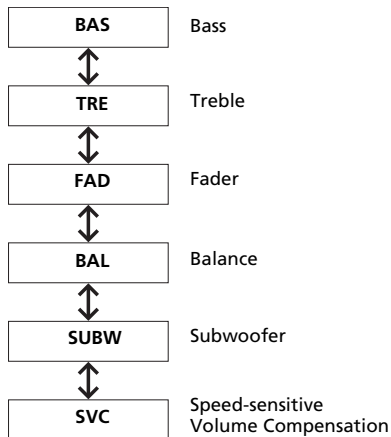 BAS Bass
TRE Treble
FAD Fader
BAL Balance
SUBW Subwoofer
SVC Speed-sensitive
Volume Compensation